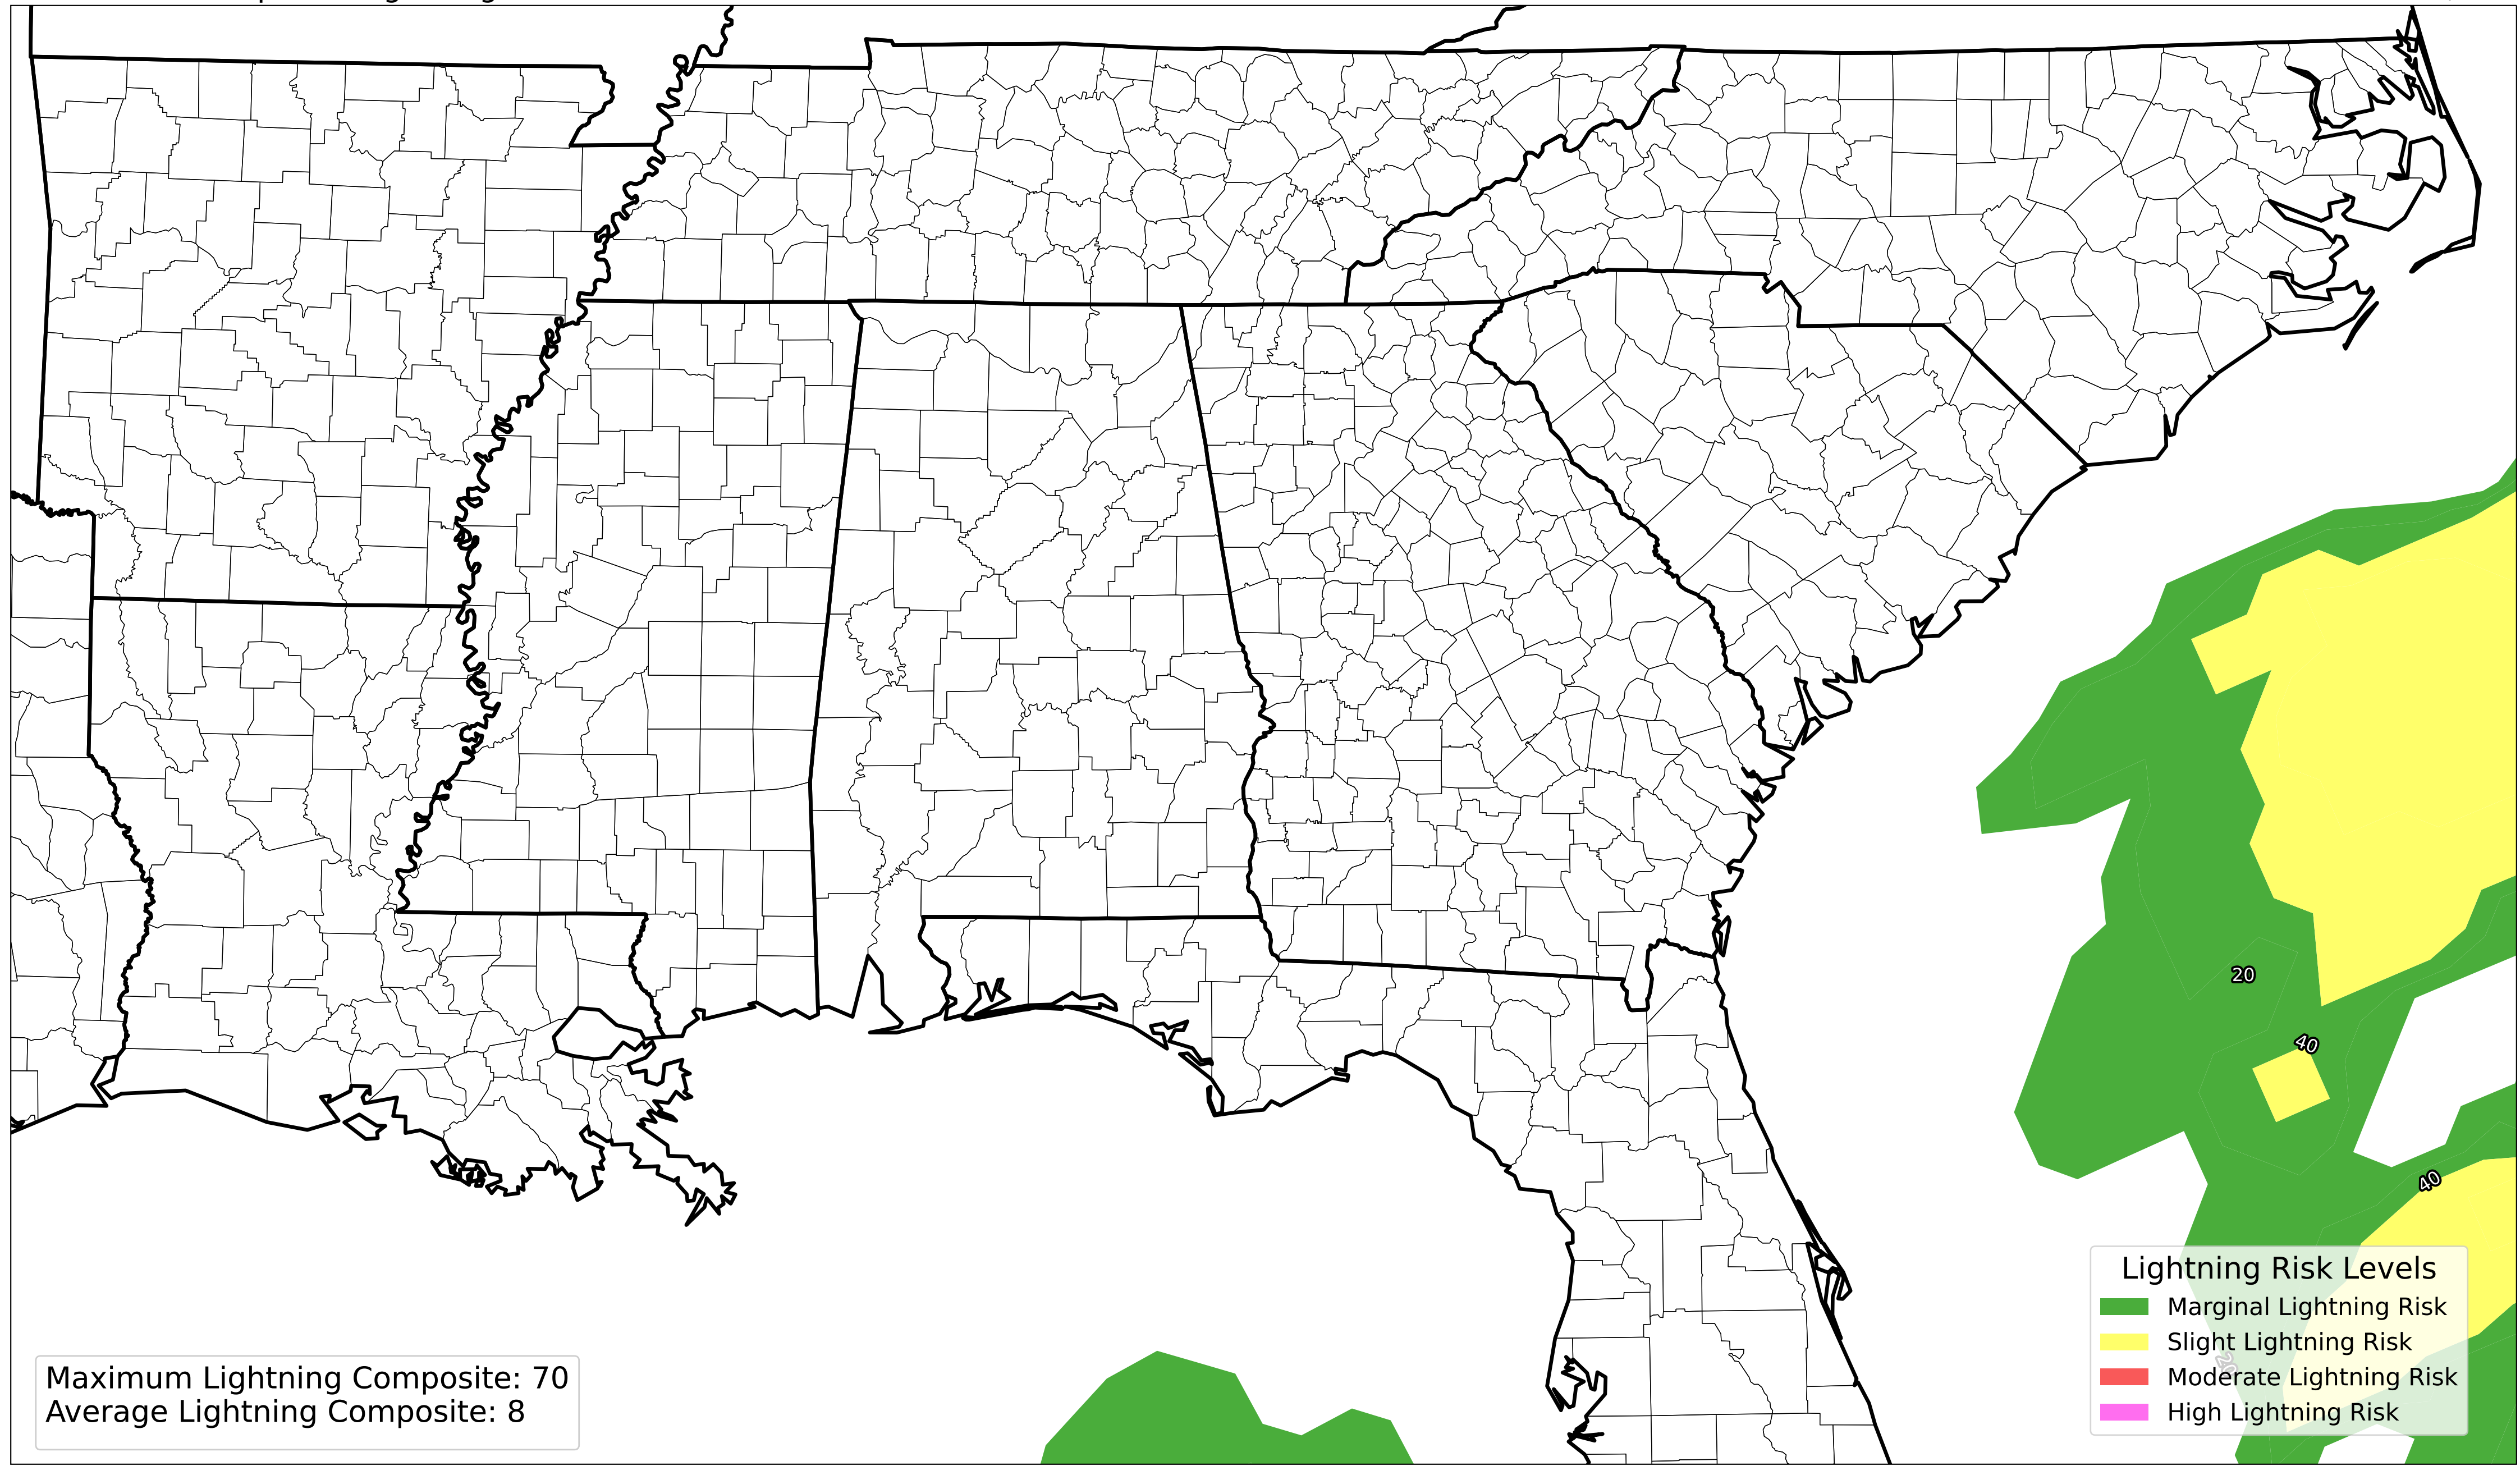 20
40
40
Lightning Risk Levels
Marginal Lightning Risk
Slight Lightning Risk
20
Moderate Lightning Risk
High Lightning Risk
Maximum Lightning Composite: 70
Average Lightning Composite: 8